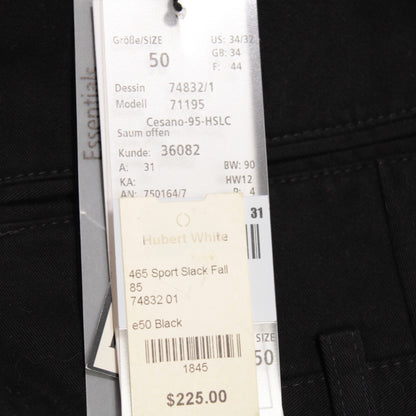 Essentials
Größe/SIZE US: 34/32
50 GB: 34
F: 44
Dessin 74832/1
Modell 71195
Cesano-95-HSLC
Saum offen
Kunde: 36082
A: 31 BW: 90
KA: HW12
AN: 750164/7 P: 4
31
Hubert White
465 Sport Slack Fall
85
74832 01
e50 Black
1845
50
$225.00